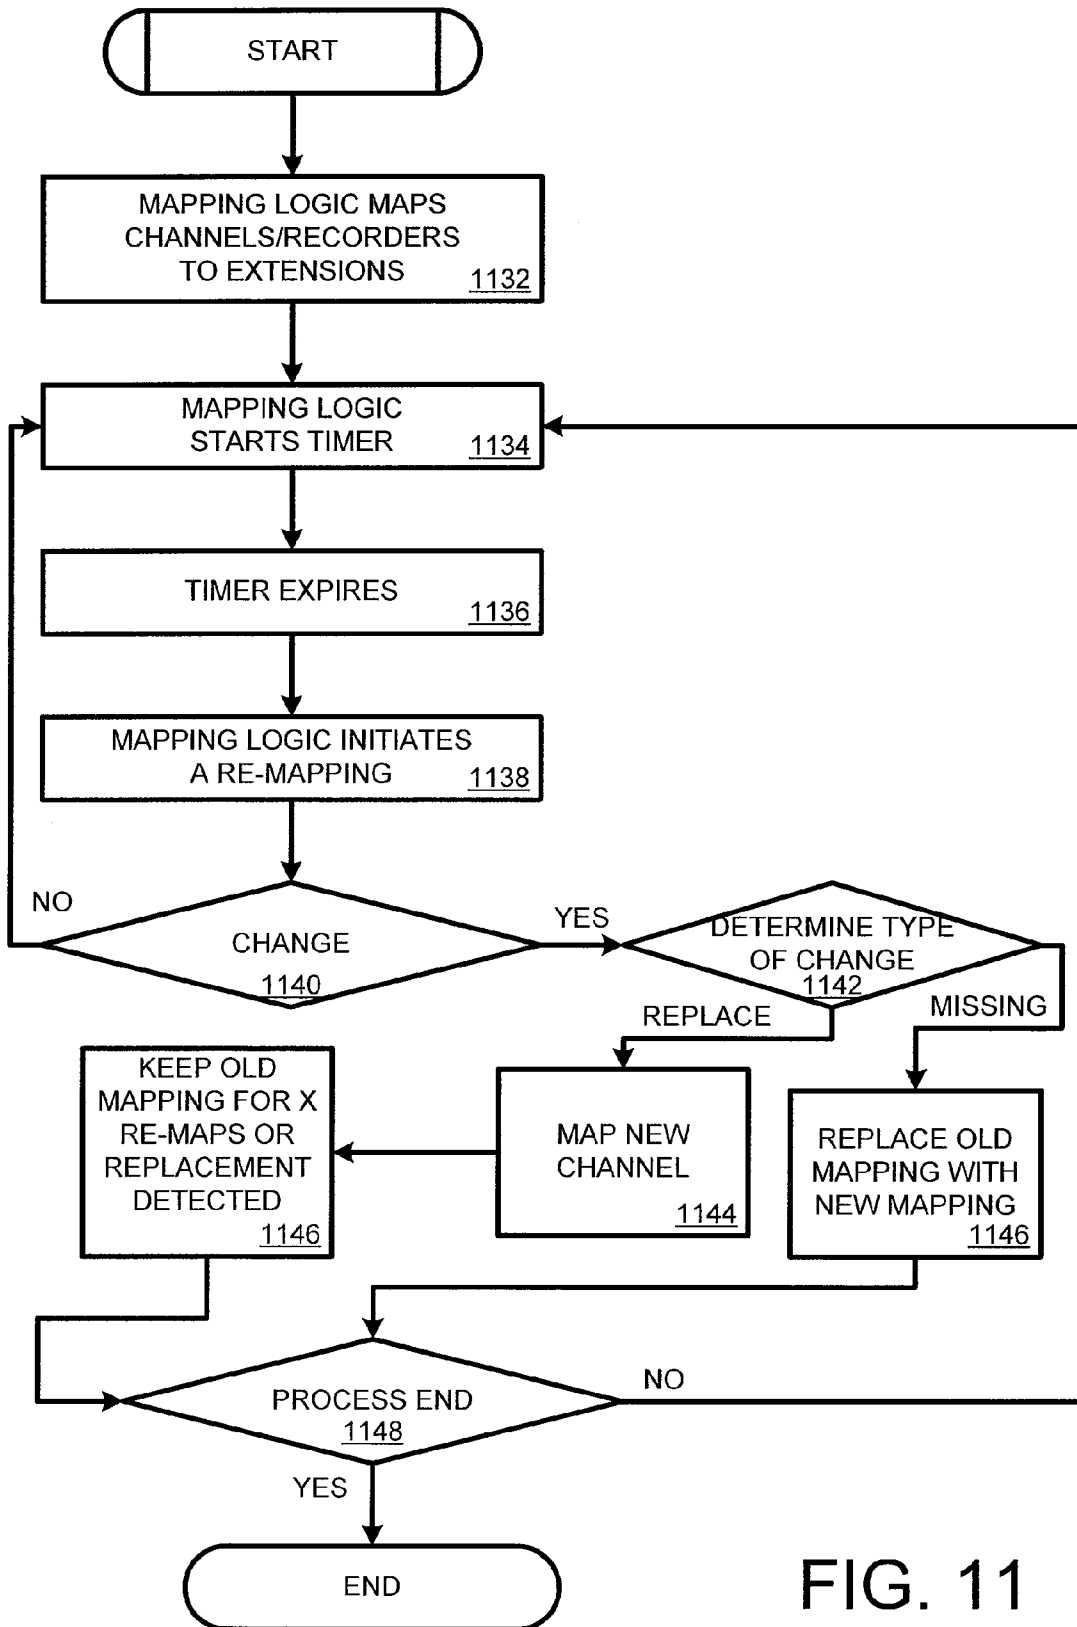 START
MAPPING LOGIC MAPS
CHANNELS/RECORDERS
TO EXTENSIONS
1132
MAPPING LOGIC
STARTS TIMER
1134
TIMER EXPIRES
1136
MAPPING LOGIC INITIATES
A RE-MAPPING
1138
NO
CHANGE
1140
YES
DETERMINE TYPE
OF CHANGE
1142
REPLACE
MISSING
KEEP OLD
MAPPING FOR X
RE-MAPS OR
REPLACEMENT
DETECTED
1146
MAP NEW
CHANNEL
1144
REPLACE OLD
MAPPING WITH
NEW MAPPING
1146
PROCESS END
1148
NO
YES
END
FIG. 11